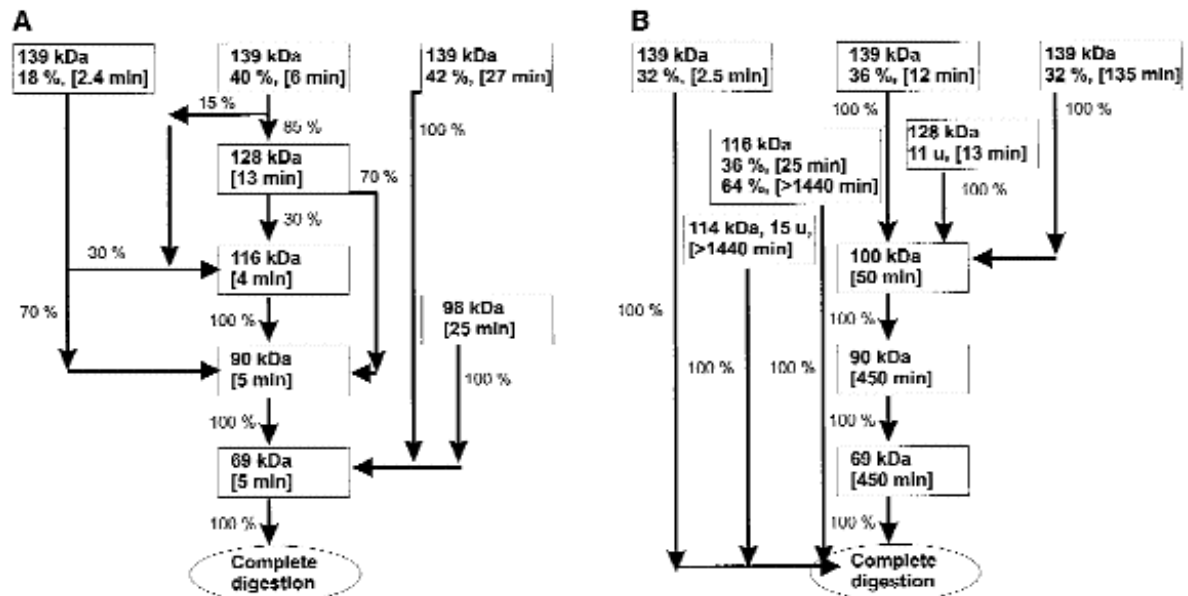 A
139 kDa
18 %, [2.4 min]
139 kDa
40 %, [6 min]
139 kDa
42 %, [27 min]
15 %
85 %
100 %
128 kDa
[13 min]
70 %
30 %
30 %
116 kDa
[4 min]
70 %
100 %
98 kDa
[25 min]
90 kDa
[5 min]
100 %
100 %
69 kDa
[5 min]
100 %
Complete
digestion
B
139 kDa
32 %, [2.5 min]
139 kDa
36 %, [12 min]
139 kDa
32 %, [135 min]
100 %
100 %
116 kDa
36 %, [25 min]
64 %, [>1440 min]
128 kDa
11 u, [13 min]
100 %
114 kDa, 15 u,
[>1440 min]
100 kDa
[50 min]
100 %
100 %
90 kDa
[450 min]
100 %
100 %
100 %
69 kDa
[450 min]
100 %
Complete
digestion